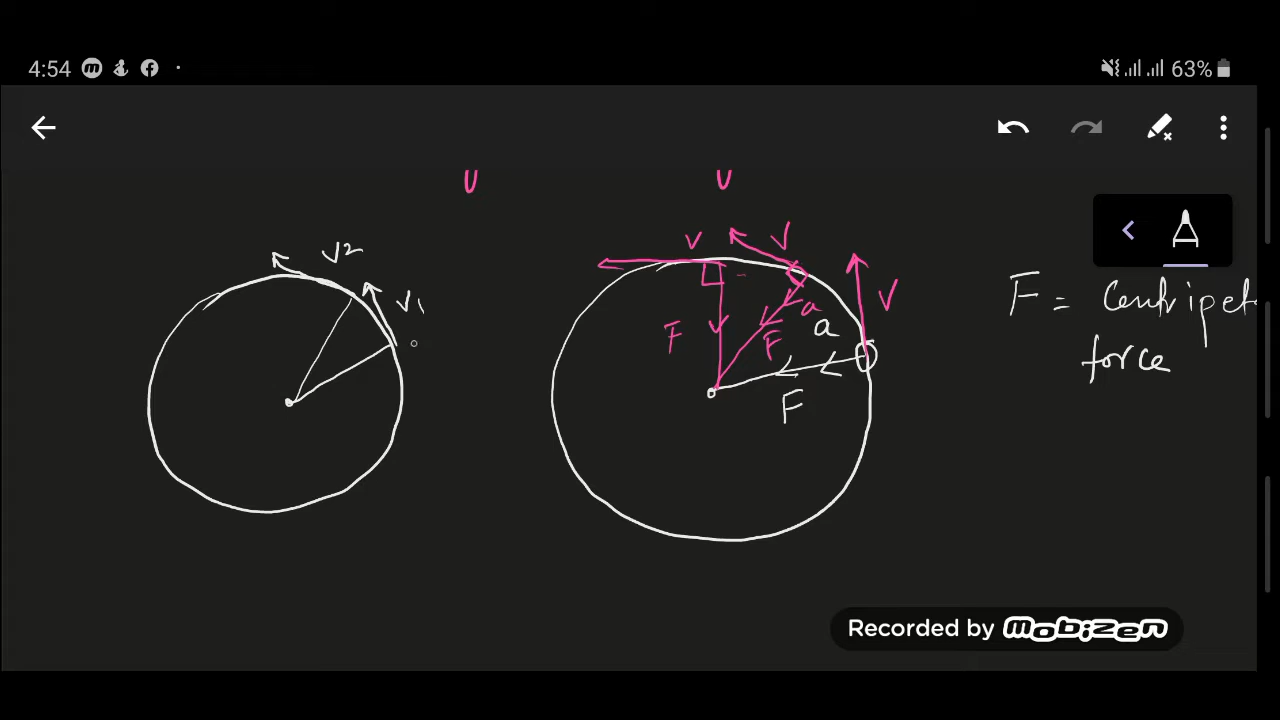 4:54
63%
U U
V2
V1
V
V
V
F
F
a
a
F
F = centripet
force
Recorded by Mobizen